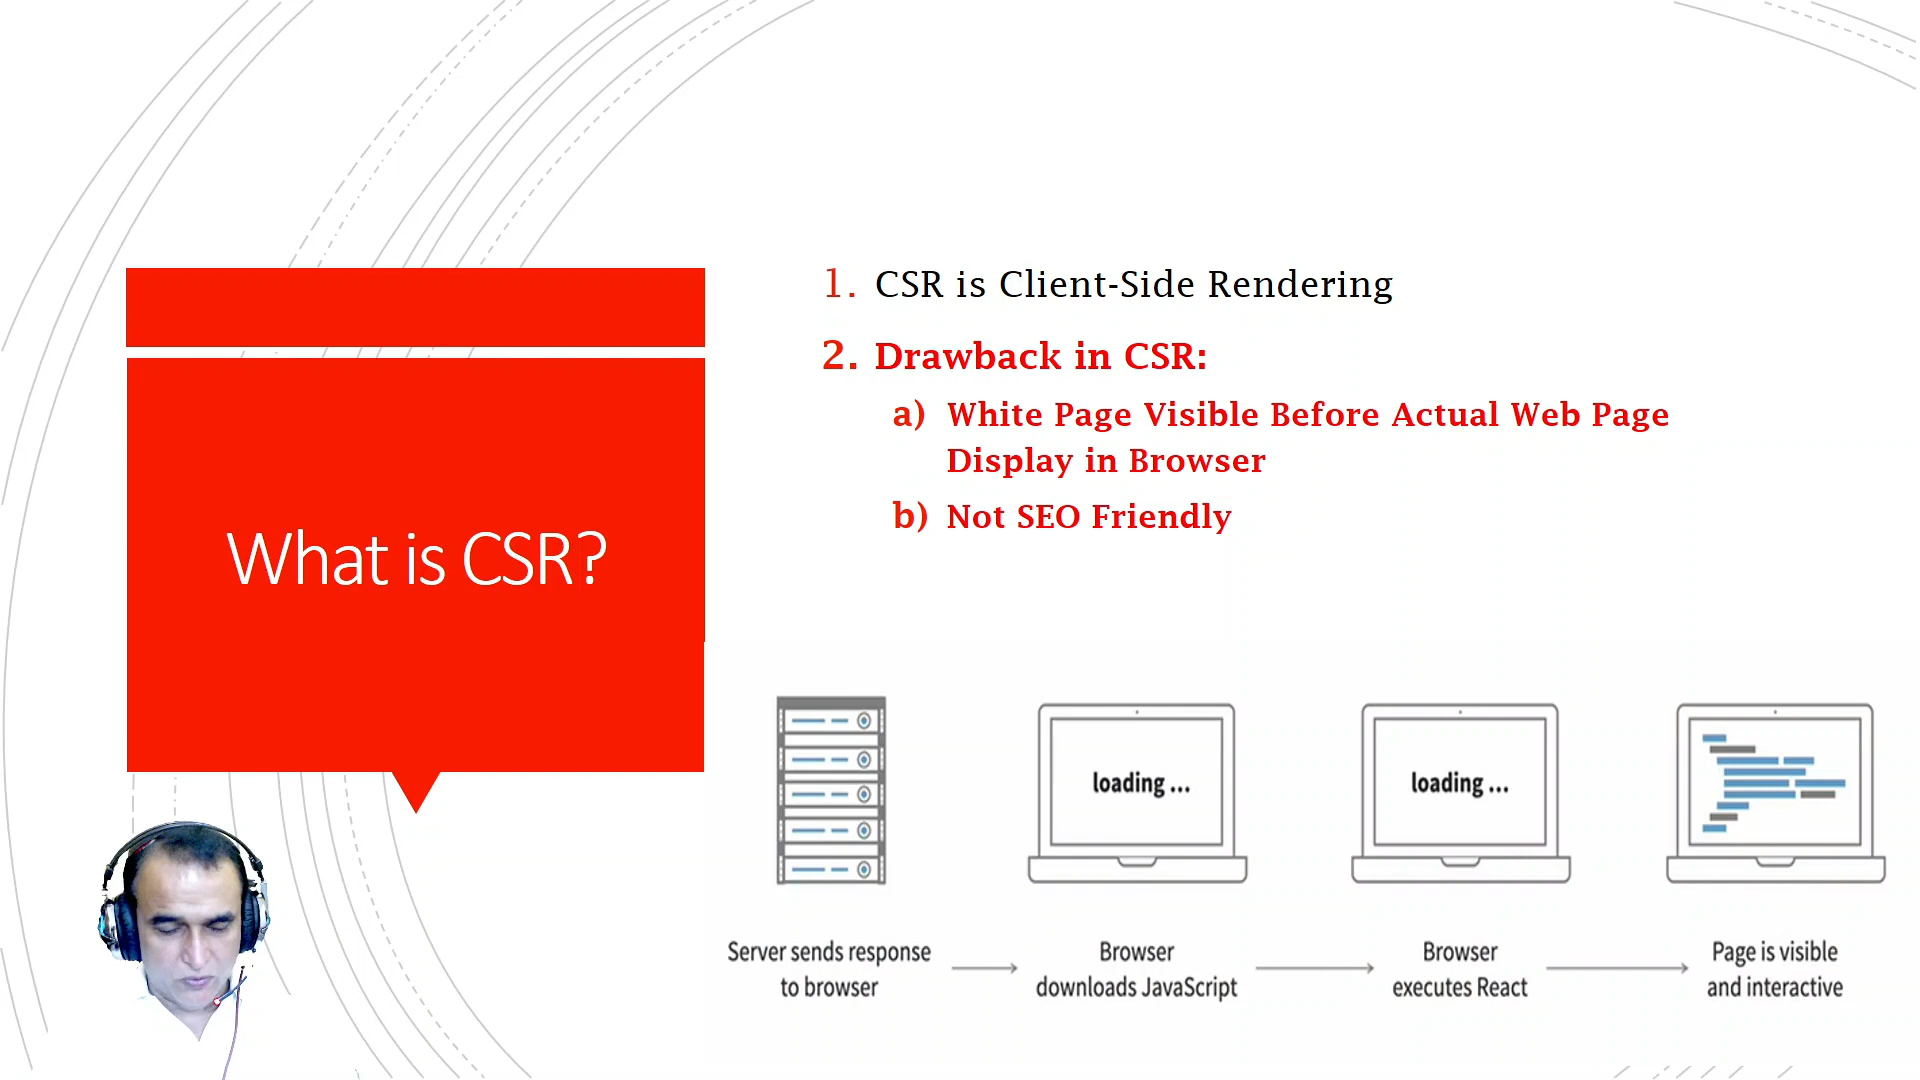 What is CSR?
1. CSR is Client-Side Rendering
2. Drawback in CSR:
a) White Page Visible Before Actual Web Page
Display in Browser
b) Not SEO Friendly
loading ...
loading ...
Server sends response
to browser
Browser
downloads JavaScript
Browser
executes React
Page is visible
and interactive